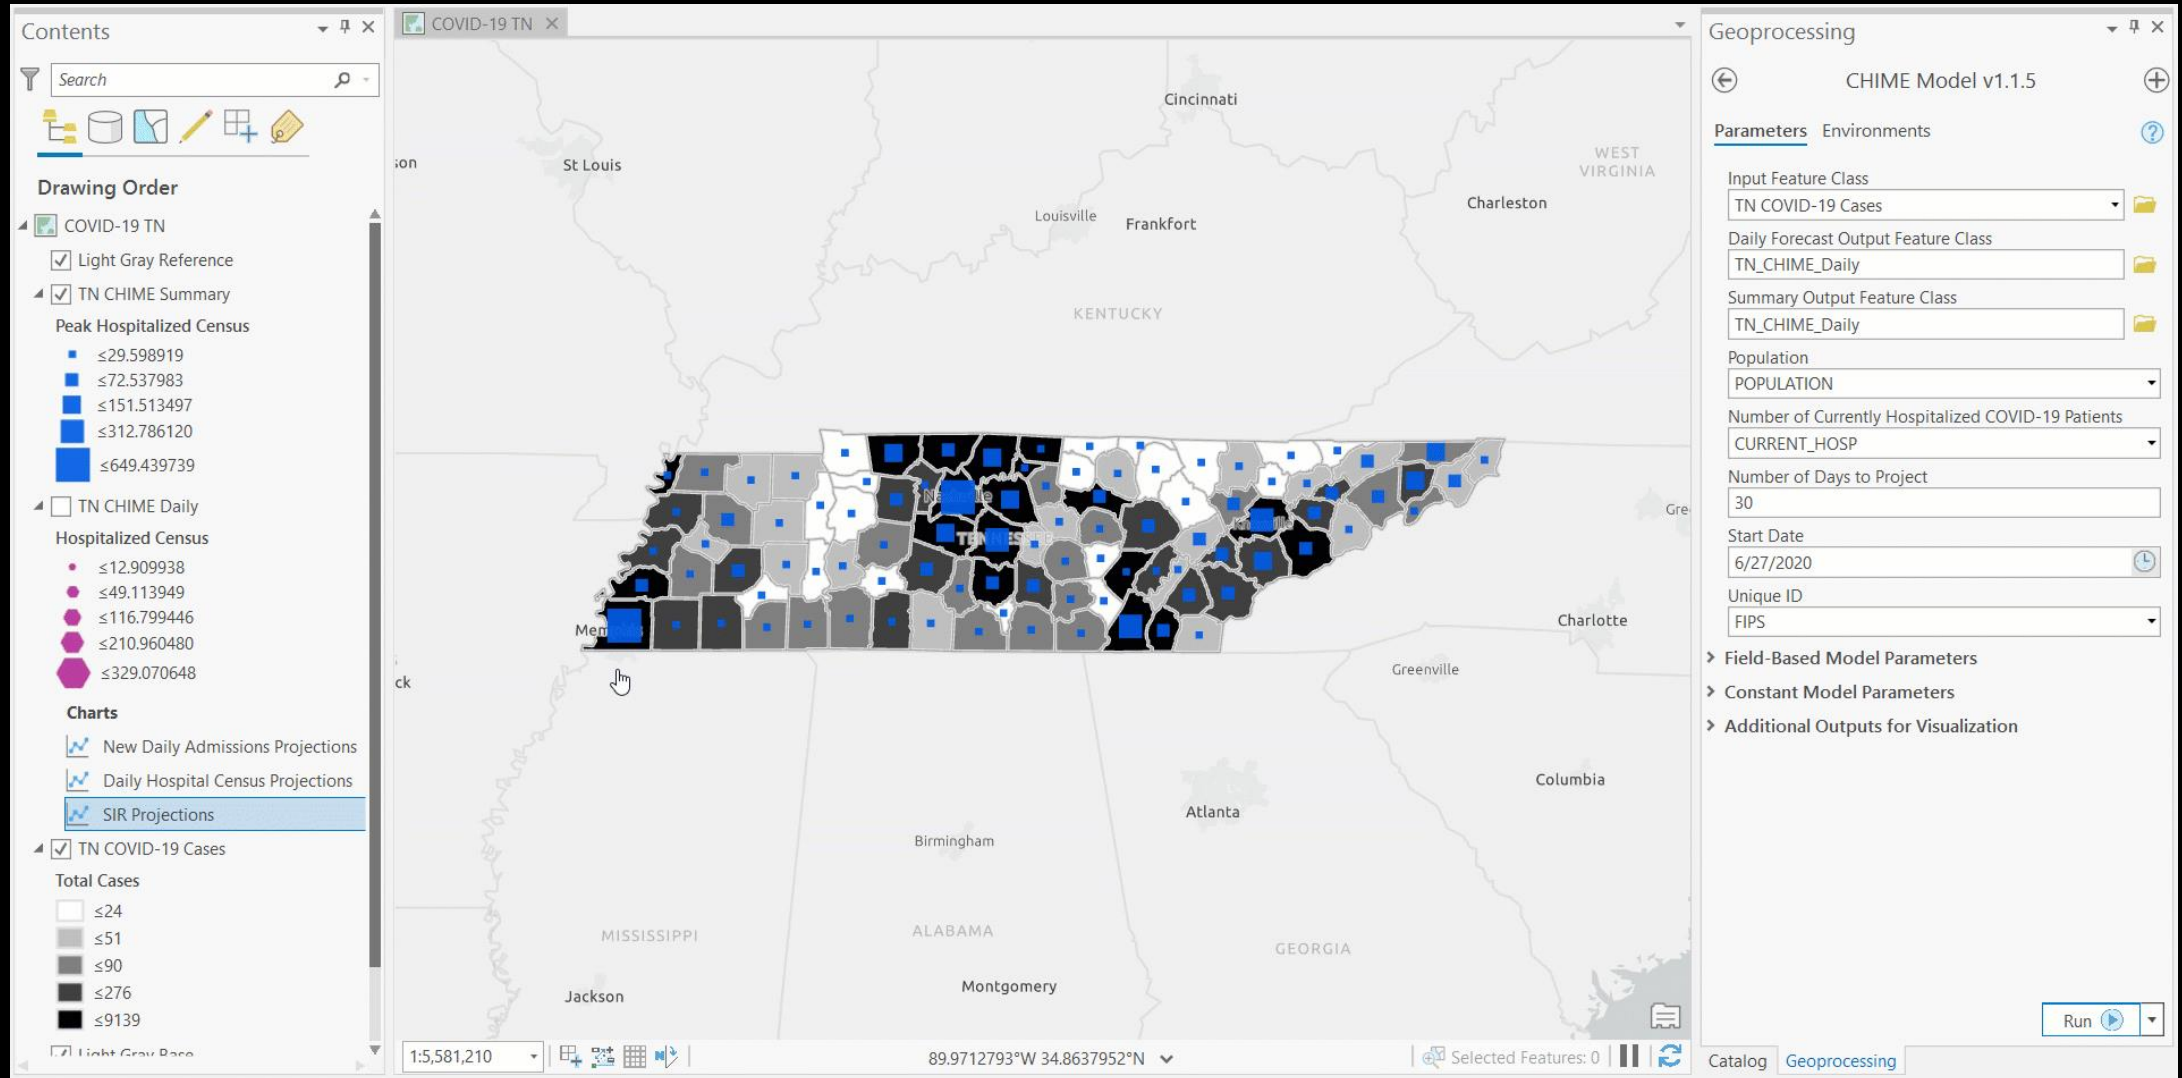 Contents
Search
Drawing Order
COVID-19 TN
Light Gray Reference
TN CHIME Summary
Peak Hospitalized Census
≤29.598919
≤72.537983
≤151.513497
≤312.786120
≤649.439739
TN CHIME Daily
Hospitalized Census
≤12.909938
≤49.113949
≤116.799446
≤210.960480
≤329.070648
Charts
New Daily Admissions Projections
Daily Hospital Census Projections
SIR Projections
TN COVID-19 Cases
Total Cases
≤24
≤51
≤90
≤276
≤9139
Light Gray Base
COVID-19 TN
Cincinnati
son
St Louis
WEST
VIRGINIA
Charleston
Louisville
Frankfort
KENTUCKY
Gre
Charlotte
Greenville
ck
Columbia
Atlanta
Birmingham
MISSISSIPPI
ALABAMA
GEORGIA
Jackson
Montgomery
1:5,581,210
89.9712793°W 34.8637952°N
Selected Features: 0
Geoprocessing
CHIME Model v1.1.5
Parameters Environments
Input Feature Class
TN COVID-19 Cases
Daily Forecast Output Feature Class
TN_CHIME_Daily
Summary Output Feature Class
TN_CHIME_Daily
Population
POPULATION
Number of Currently Hospitalized COVID-19 Patients
CURRENT_HOSP
Number of Days to Project
30
Start Date
6/27/2020
Unique ID
FIPS
Field-Based Model Parameters
Constant Model Parameters
Additional Outputs for Visualization
Run
Catalog Geoprocessing